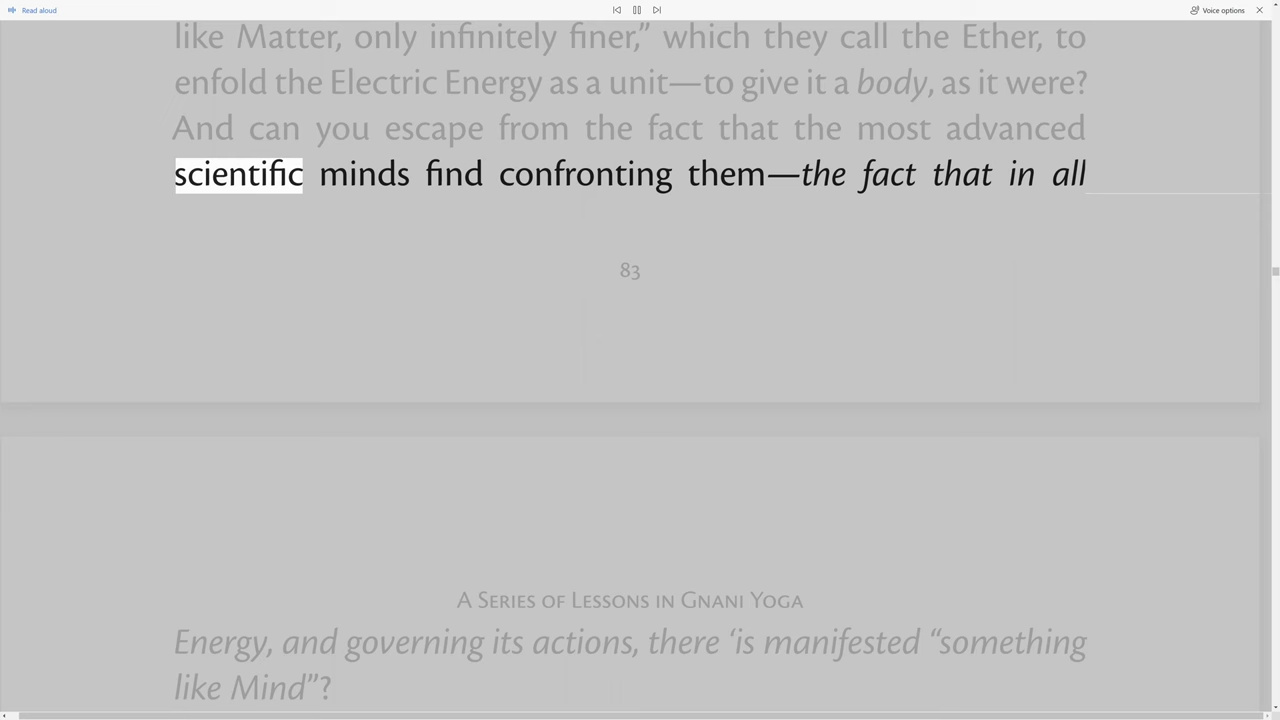 Read aloud
Voice options
like Matter, only infinitely finer,” which they call the Ether, to
enfold the Electric Energy as a unit—to give it a body, as it were?
And can you escape from the fact that the most advanced
scientific minds find confronting them—the fact that in all
83
A Series of Lessons in Gnani Yoga
Energy, and governing its actions, there ‘is manifested “something
like Mind”?